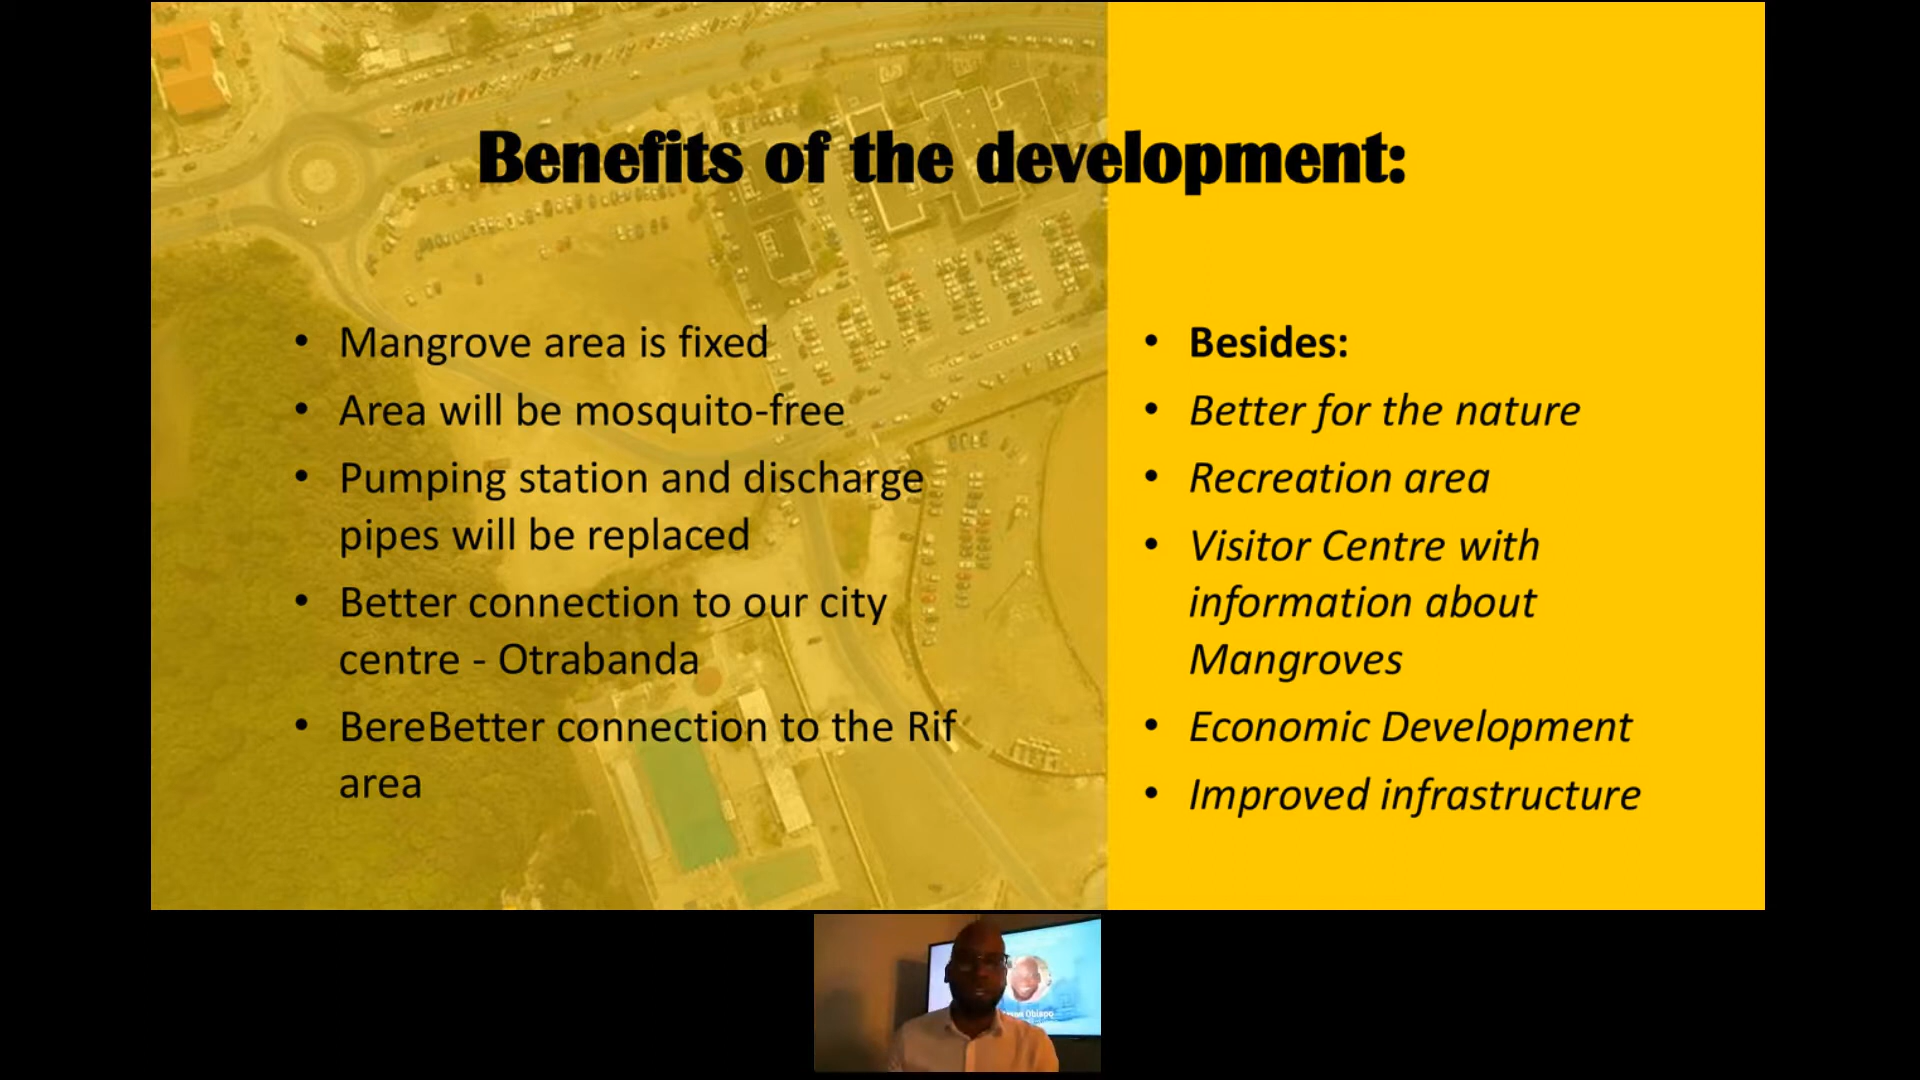 Benefits of the development:
• Mangrove area is fixed
• Area will be mosquito-free
• Pumping station and discharge
pipes will be replaced
• Better connection to our city
centre - Otrabanda
• BereBetter connection to the Rif
area
• Besides:
• Better for the nature
• Recreation area
• Visitor Centre with
information about
Mangroves
• Economic Development
• Improved infrastructure
Obispo